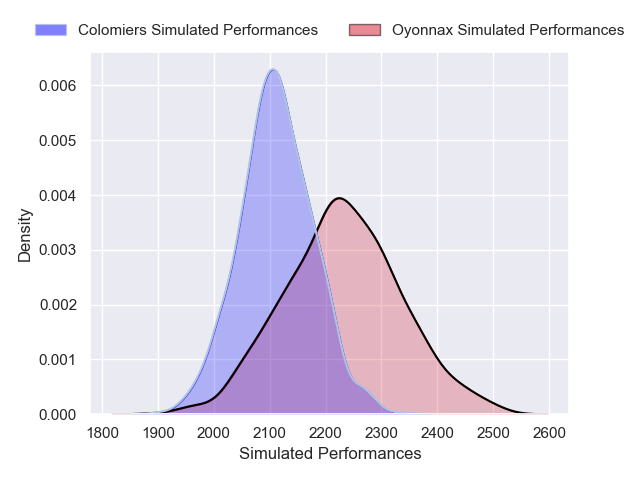 Colomiers Simulated Performances Oyonnax Simulated Performances
Density
0.006
0.005
0.004
0.003
0.002
0.001
0.000
1800 1900 2000 2100 2200 2300 2400 2500 2600
Simulated Performances